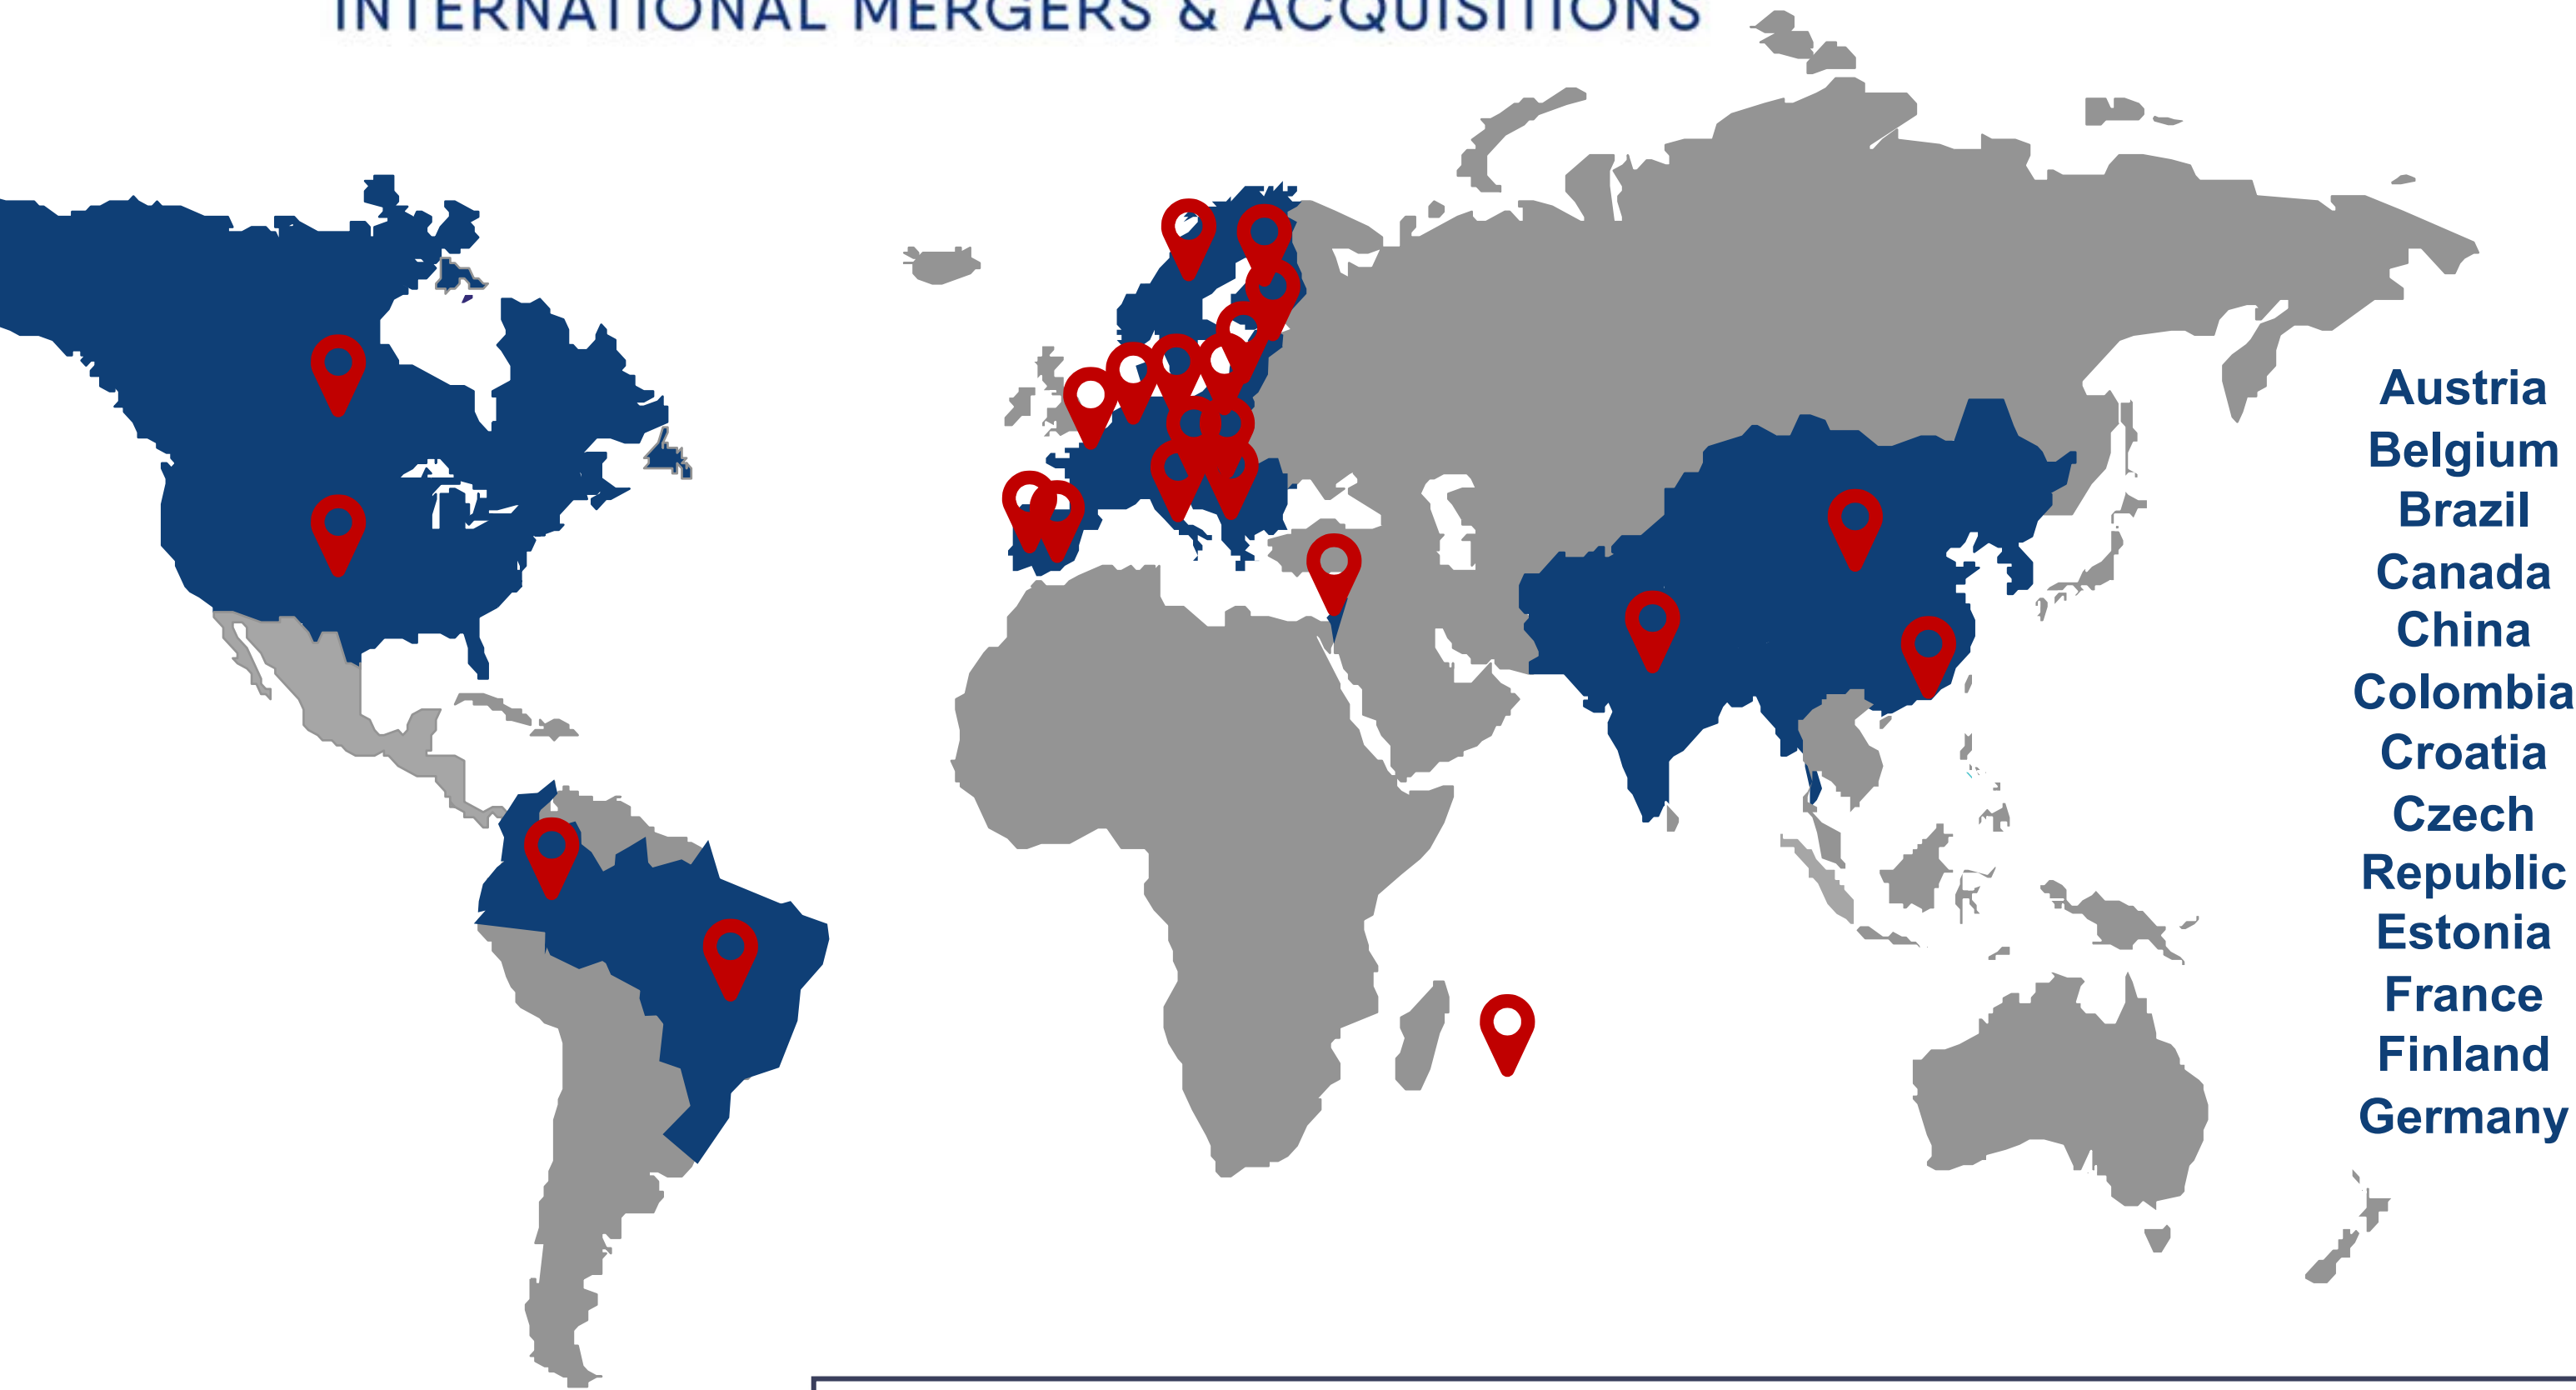 INTERNATIONAL MERGERS & ACQUISITIONS
Austria
Belgium
Brazil
Canada
China
Colombia
Croatia
Czech
Republic
Estonia
France
Finland
Germany